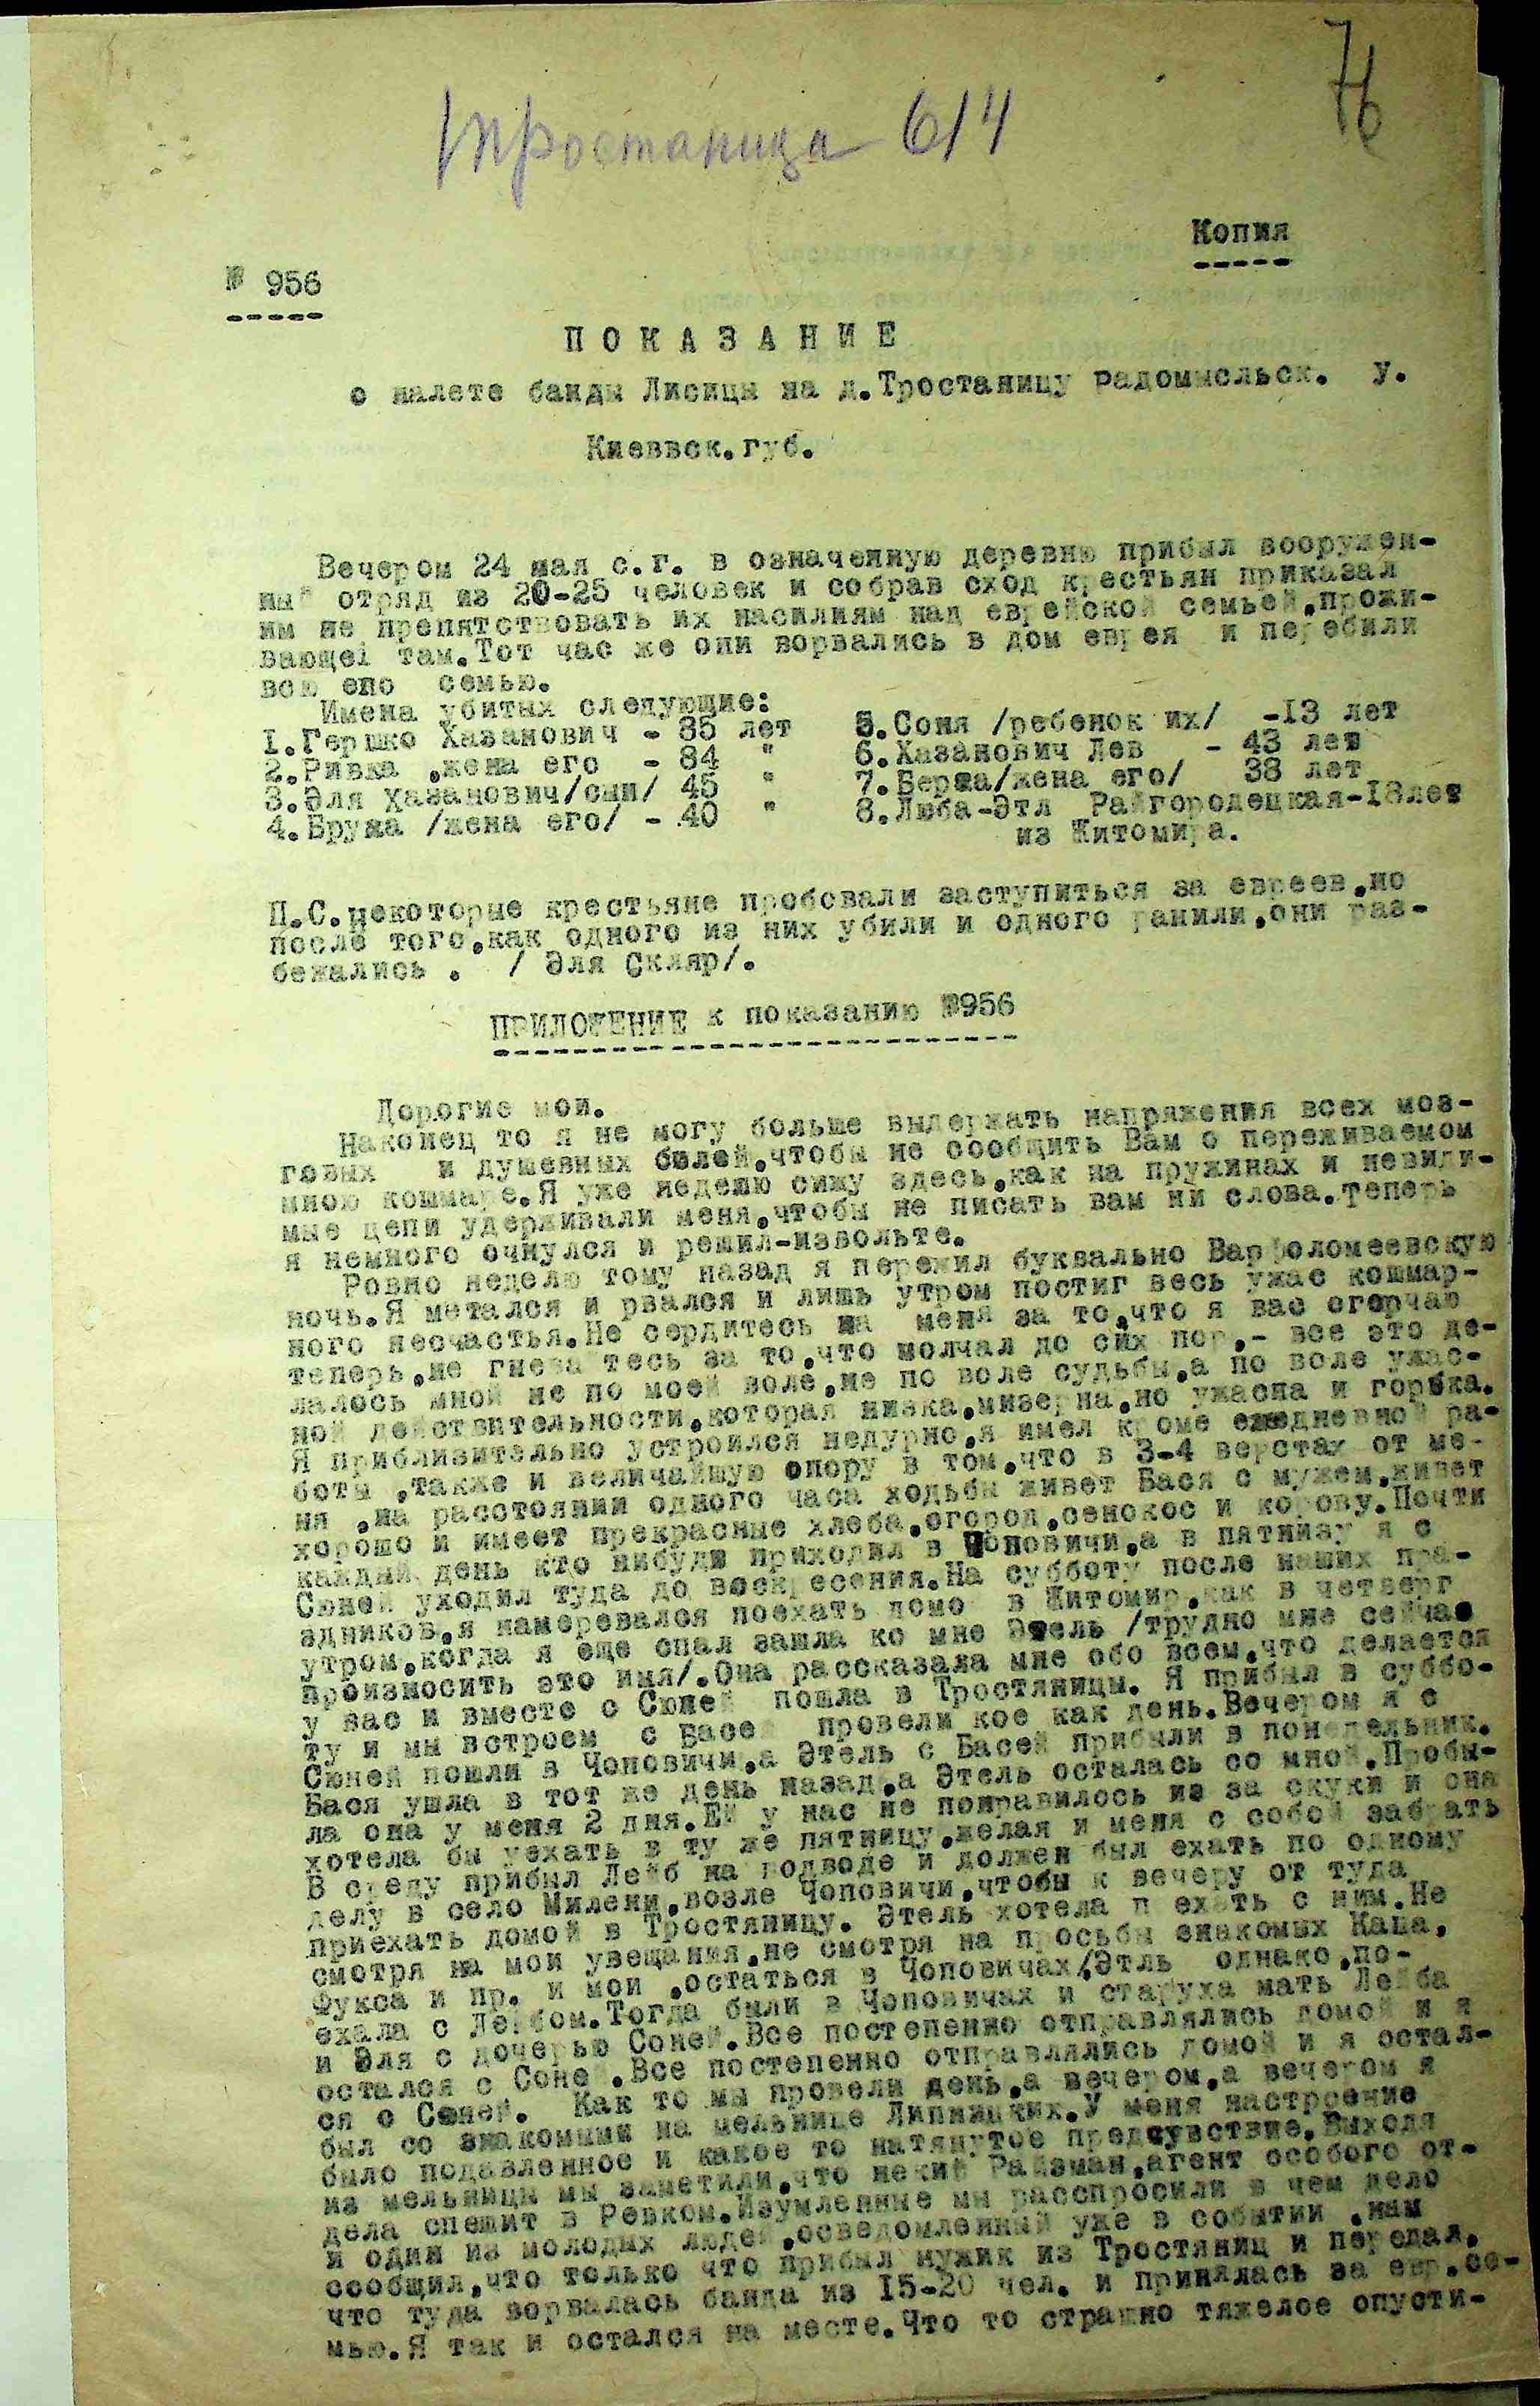 76
Тростаница 614
Копия
№ 956
ПОКАЗАНИЕ
о налете банды Лисицы на д.Тростаницу радомысльск. у.
Киеввск.губ.
Вечером 24 мая с.г. в означенную деревню прибыл вооружен-
ный отряд из 20-25 человек и собрав сход крестьян приказал
им не препятствовать их насилиям над еврейской семьей,прожи-
вающей там.Тот час же они ворвались в дом еврея и перебили
всю ено семью.
Имена убитых следующие:
1.Гершко Хазанович - 85 лет 5.Соня /ребенок их/ -13 лет
2.Ривка ,жена его - 84 " 6.Хазанович Лев - 43 лет
3.Эля Хазанович/сын/ 45 " 7.Берта/жена его/ 38 лет
4.Брума /жена его/ - 40 " 8.Люба-Этл Райгородецкая-18лет
из Житомира.
П.С.некоторые крестьяне пробовали заступиться за евреев,но
после того,как одного из них убили и одного ранили,они раз-
бежались . / Эля Скляр/.
ПРИЛОЖЕНИЕ к показанию №956
Дорогие мои.
Наконец то я не могу больше выдержать напряжения всех моз-
говых и душевных болей,чтобы не сообщить Вам о переживаемом
мною кошмаре.Я уже неделю сижу здесь,как на пружинах и невиди-
мые цепи удерживали меня,чтобы не писать вам ни слова.теперь
я немного очнулся и решил-извольте.
Ровно неделю тому назад я пережил буквально Варфоломеевскую
ночь.Я метался и рвался и лишь утром постиг весь ужас кошмар-
ного несчастья.Не сердитесь на меня за то,что я вас огорчаю
теперь,не гневайтесь за то,что молчал до сих пор,- все это де-
лалось мной не по моей воле,не по воле судьбы,а по воле ужас-
ной действительности,которая низка,мизерна,но ужасна и горька.
Я приблизительно устроился недурно,я имел кроме ежедневной ра-
боты ,также и величайшую опору в том,что в 3-4 верстах от ме-
ня ,на расстоянии одного часа ходьбы живет Бася с мужем,живет
хорошо и имеет прекрасные хлеба,огород,сенокос и корову.Почти
каждый день кто нибудь приходил в Чоповичи,а в пятницу я с
Сюней уходил туда до воскресения.На субботу после наших пра-
здников,я намеревался поехать домой в Житомир,как в четверг
утром,когда я еще спал зашла ко мне Этель /трудно мне сейчас
произносить это имя/.Она рассказала мне обо всем,что делается
у вас и вместе с Сюней пошла в Тростяницы. Я прибыл в суббо-
ту и мы встроем с Басей провели кое как день.Вечером я с
Сюней пошли в Чоповичи,а Этель с Басей прибыли в понедельник.
Бася ушла в тот же день назад,а Этель осталась со мной.Пробы-
ла она у меня 2 дня.Ей у нас не понравилось из за скуки и она
хотела бы уехать в ту же пятницу,желая и меня с собой забрать
В среду прибыл Лейб на подводе и должен был ехать по одному
делу в село Милени,возле Чоповичи,чтобы к вечеру от туда
приехать домой в Тростяницу. Этель хотела п ехать с ним.Не
смотря на мои увещания,не смотря на просьбы знакомых Каца,
Фукса и пр. и мои ,остаться в Чоповичах/Этль однако,по-
ехала с Лейбом.Тогда были в Чоповичах и старуха мать Лейба
и Эля с дочерью Соней.Все постепенно отправлялись домой и я
остался с Соней.Все постепенно отправлялись домой и я остал-
ся с Сюней. Как то мы провели день,а вечером,а вечером я
был со знакомыми на мельнице Липницких.У меня настроение
было подавленное и какое то натянутое предчувствие.Выходя
из мельницы мы заметили,что некий Райзман,агент особого от-
дела спешит в Ревком.Изумленные мы расспросили в чем дело
и один из молодых людей,осведомленный уже в событии ,нам
сообщил,что только что прибыл мужик из Тростяниц и передал,
что туда ворвалась банда из 15-20 чел. и принялась за евр.се-
мью.Я так и остался на месте.Что то страшно тяжелое опусти-